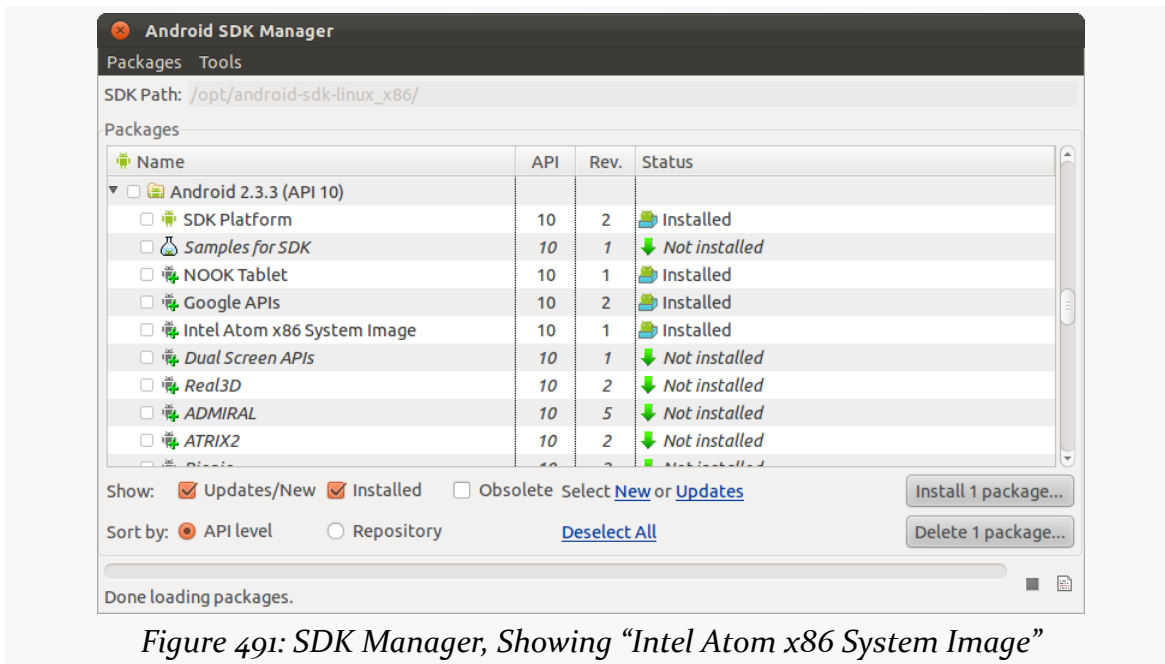 Android SDK Manager
Packages Tools
SDK Path: /opt/android-sdk-linux_x86/
Packages
Name API Rev. Status
Android 2.3.3 (API 10)
SDK Platform 10 2 Installed
Samples for SDK 10 1 Not installed
NOOK Tablet 10 1 Installed
Google APIs 10 2 Installed
Intel Atom x86 System Image 10 1 Installed
Dual Screen APIs 10 1 Not installed
Real3D 10 2 Not installed
ADMIRAL 10 5 Not installed
ATRIX2 10 2 Not installed
Show: Updates/New Installed Obsolete Select New or Updates Install 1 package...
Sort by: API level Repository Deselect All Delete 1 package...
Done loading packages.
Figure 491: SDK Manager, Showing “Intel Atom x86 System Image”